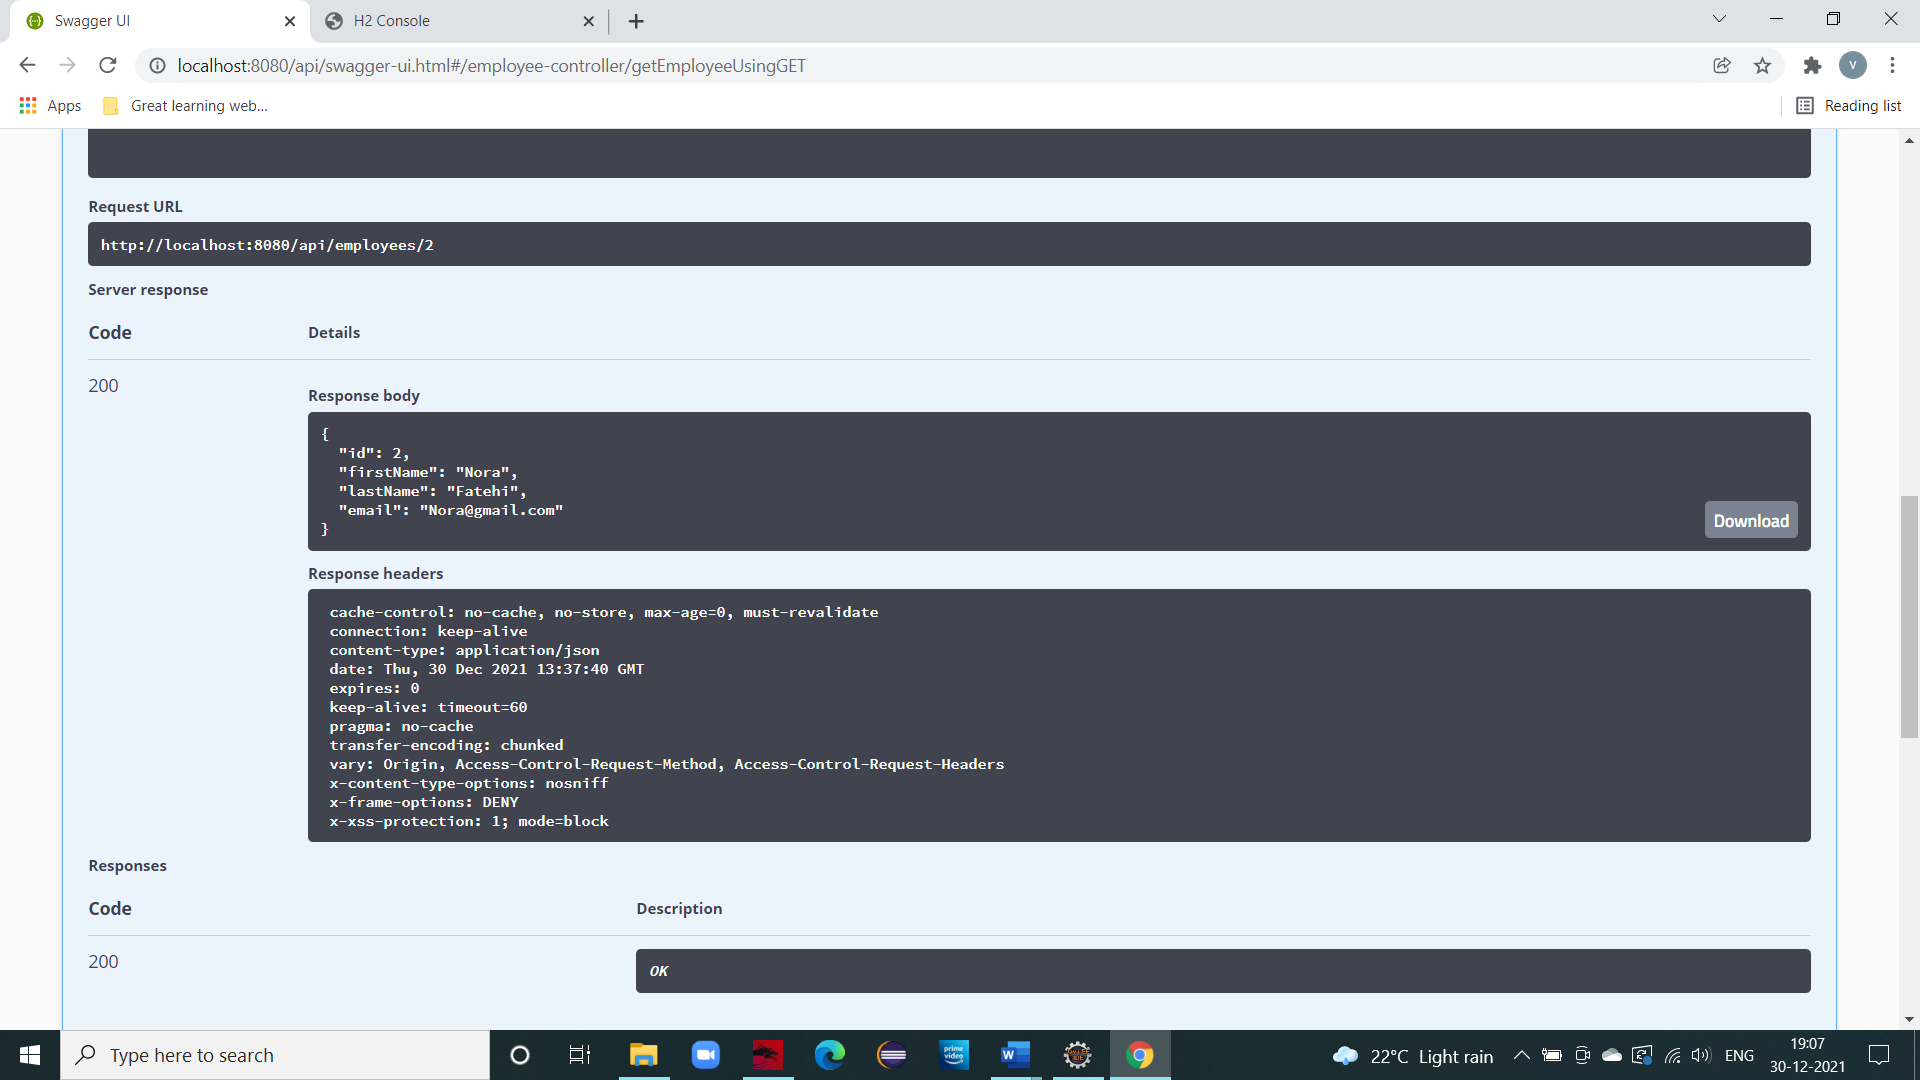 Swagger UI
H2 Console
localhost:8080/api/swagger-ui.html#/employee-controller/getEmployeeUsingGET
V
Apps
Great learning web...
Reading list
Request URL
http://localhost:8080/api/employees/2
Server response
Code Details
200
Response body
{
"id": 2,
"firstName": "Nora",
"lastName": "Fatehi",
"email": "Nora@gmail.com"
}
Download
Response headers
cache-control: no-cache, no-store, max-age=0, must-revalidate
connection: keep-alive
content-type: application/json
date: Thu, 30 Dec 2021 13:37:40 GMT
expires: 0
keep-alive: timeout=60
pragma: no-cache
transfer-encoding: chunked
vary: Origin, Access-Control-Request-Method, Access-Control-Request-Headers
x-content-type-options: nosniff
x-frame-options: DENY
x-xss-protection: 1; mode=block
Responses
Code Description
200 OK
Type here to search
prime video
W
22°C Light rain
ENG
19:07
30-12-2021